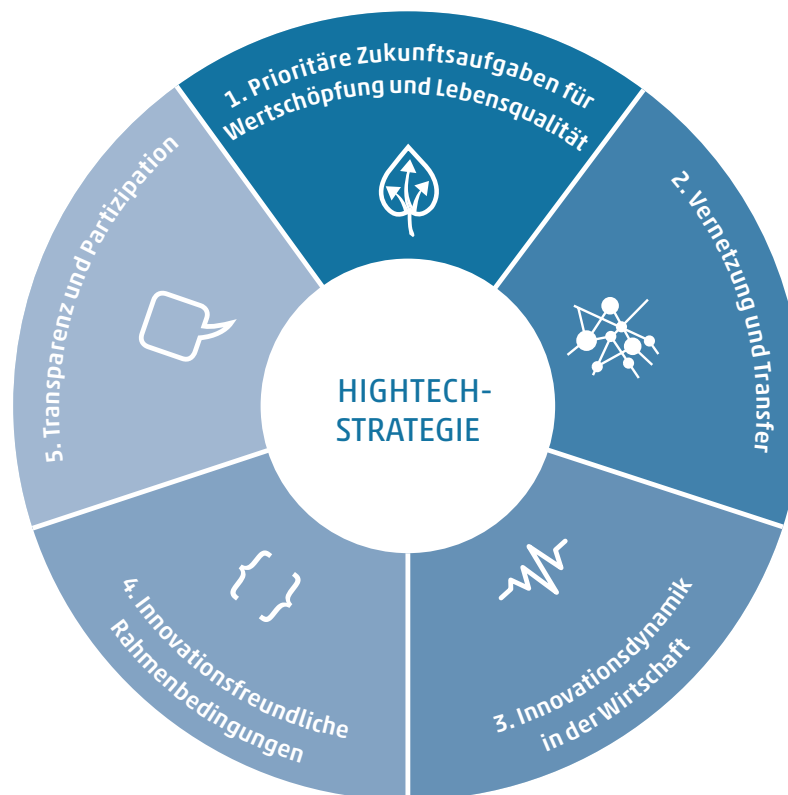 1. Prioritäre Zukunftsaufgaben für
Wertschöpfung und Lebensqualität
2. Vernetzung und Transfer
3. Innovationsdynamik
in der Wirtschaft
4. Innovationsfreundliche
Rahmenbedingungen
5. Transparenz und Partizipation
HIGHTECH-
STRATEGIE